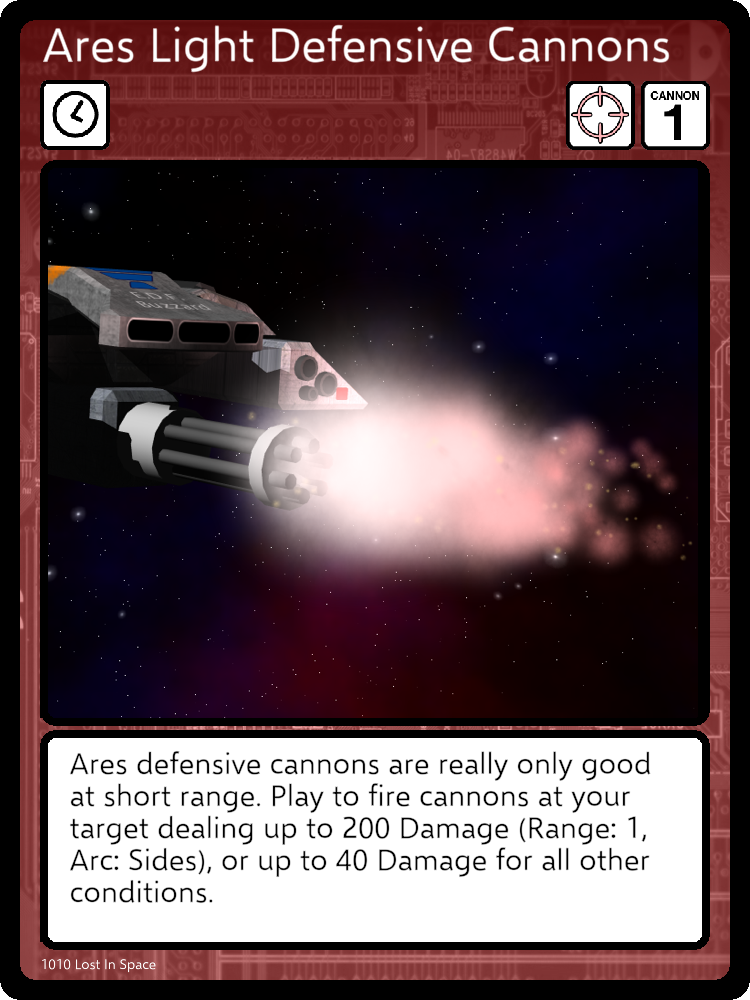 Ares Light Defensive Cannons
CANNON
1
E.D.F.
Buzzard
Ares defensive cannons are really only good
at short range. Play to fire cannons at your
target dealing up to 200 Damage (Range: 1,
Arc: Sides), or up to 40 Damage for all other
conditions.
1010 Lost In Space